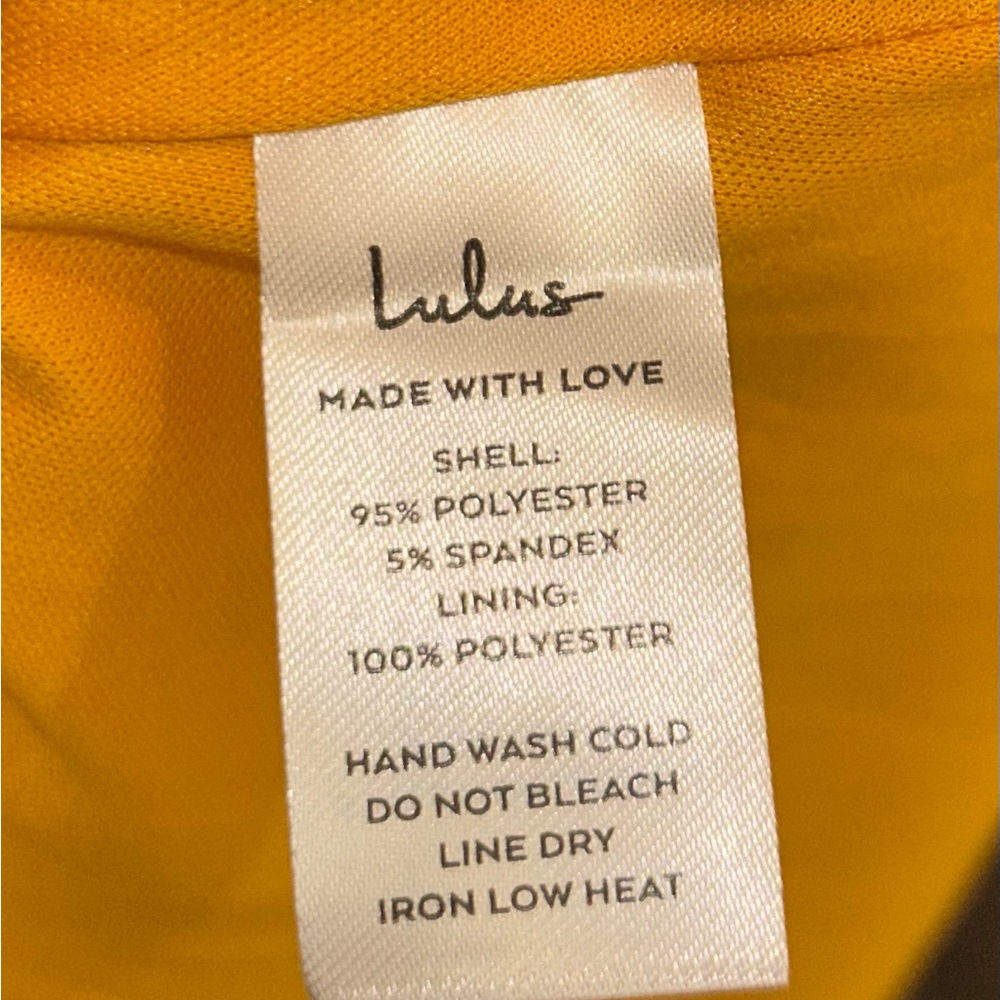 Lulus
MADE WITH LOVE
SHELL:
95% POLYESTER
5% SPANDEX
LINING:
100% POLYESTER
HAND WASH COLD
DO NOT BLEACH
LINE DRY
IRON LOW HEAT